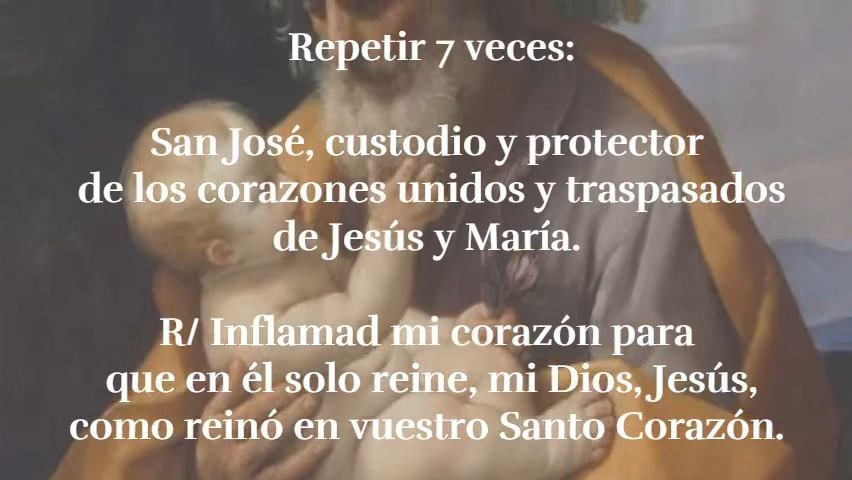 Repetir 7 veces:
San José, custodio y protector
de los corazones unidos y traspasados
de Jesús y María.
R/ Inflamad mi corazón para
que en él solo reine, mi Dios, Jesús,
como reinó en vuestro Santo Corazón.